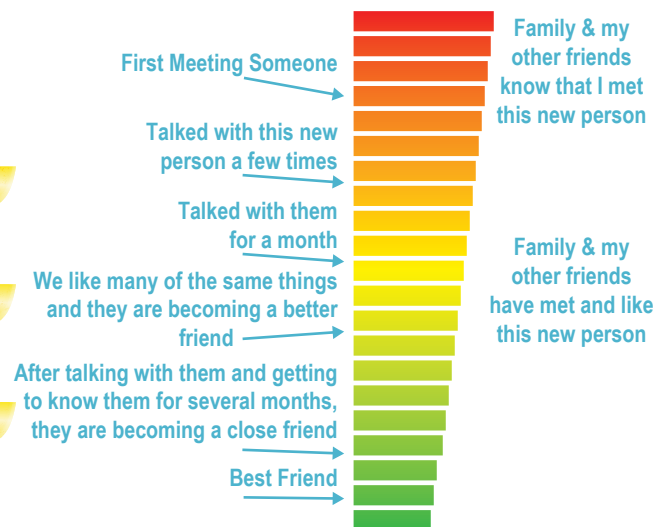 First Meeting Someone
Talked with this new
person a few times
Talked with them
for a month
We like many of the same things
and they are becoming a better
friend
After talking with them and getting
to know them for several months,
they are becoming a close friend
Best Friend
Family & my
other friends
know that I met
this new person
Family & my
other friends
have met and like
this new person